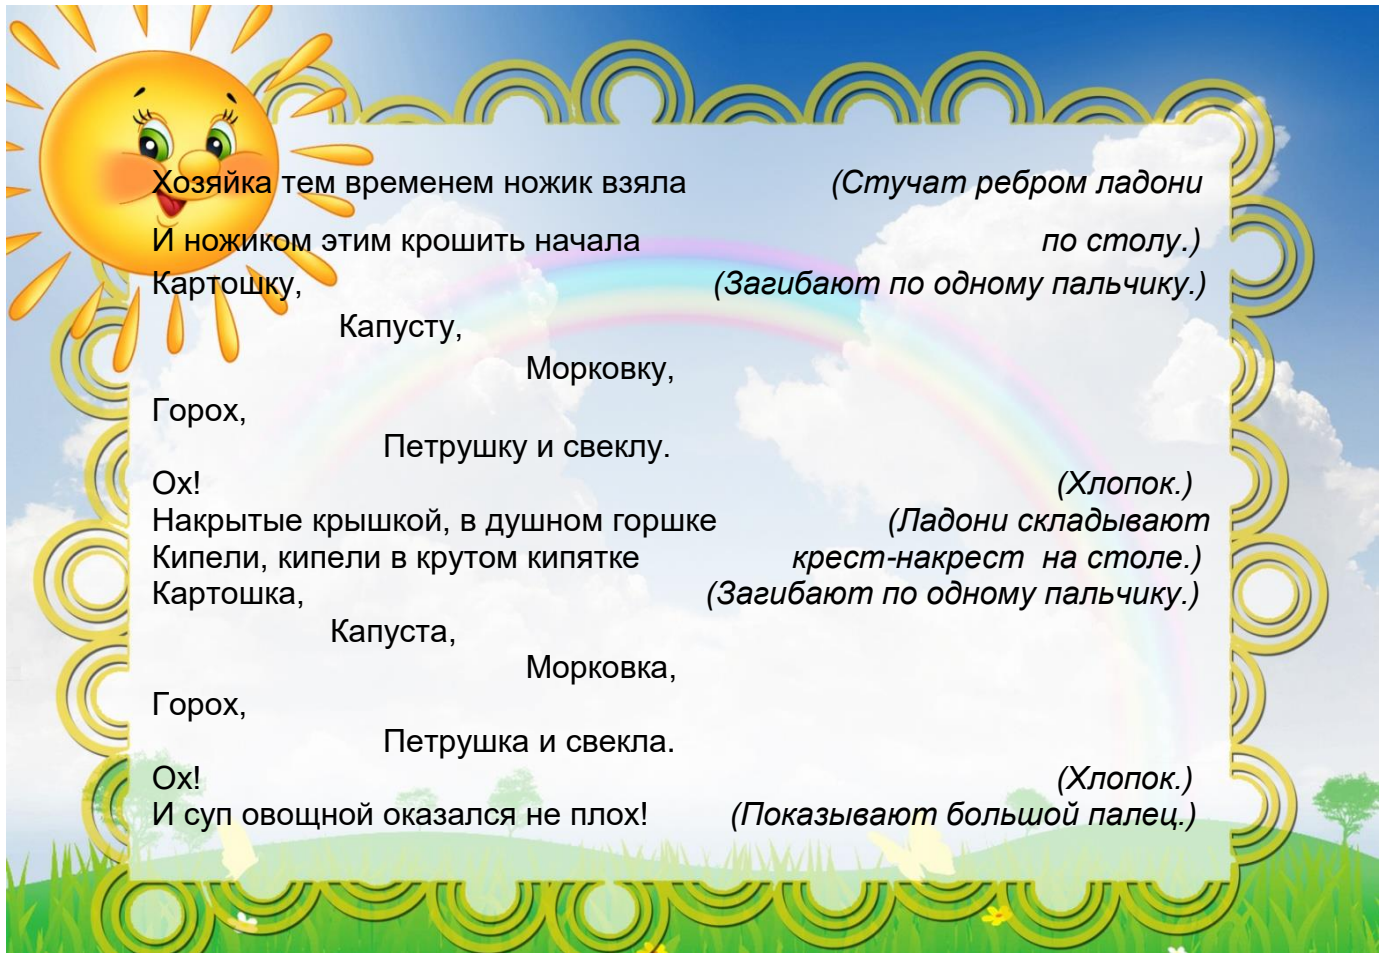 Хозяйка тем временем ножик взяла (Стучат ребром ладони
И ножиком этим крошить начала по столу.)
Картошку, (Загибают по одному пальчику.)
Капусту,
Морковку,
Горох,
Петрушку и свеклу.
Ох! (Хлопок.)
Накрытые крышкой, в душном горшке (Ладони складывают
Кипели, кипели в крутом кипятке крест-накрест на столе.)
Картошка, (Загибают по одному пальчику.)
Капуста,
Морковка,
Горох,
Петрушка и свекла.
Ох! (Хлопок.)
И суп овощной оказался не плох! (Показывают большой палец.)